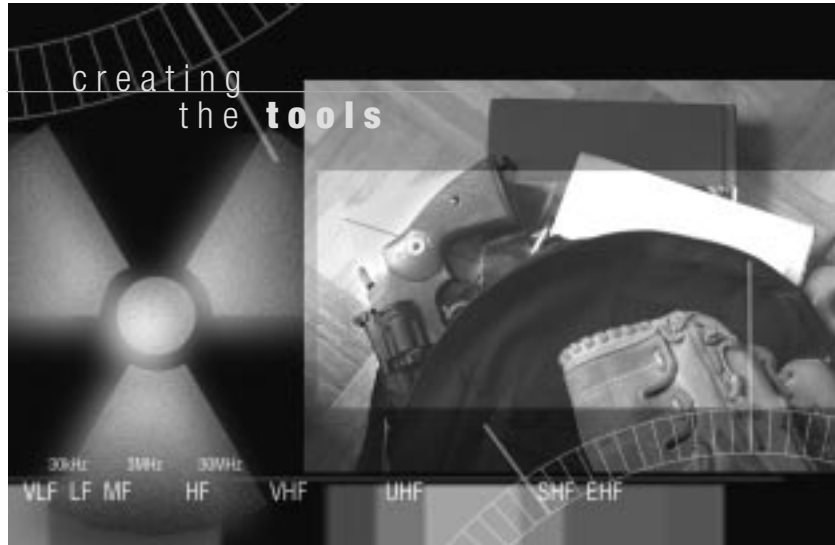 creating
the tools
30kHz 3MHz 30MHz
VLF LF MF HF VHF UHF SHF EHF